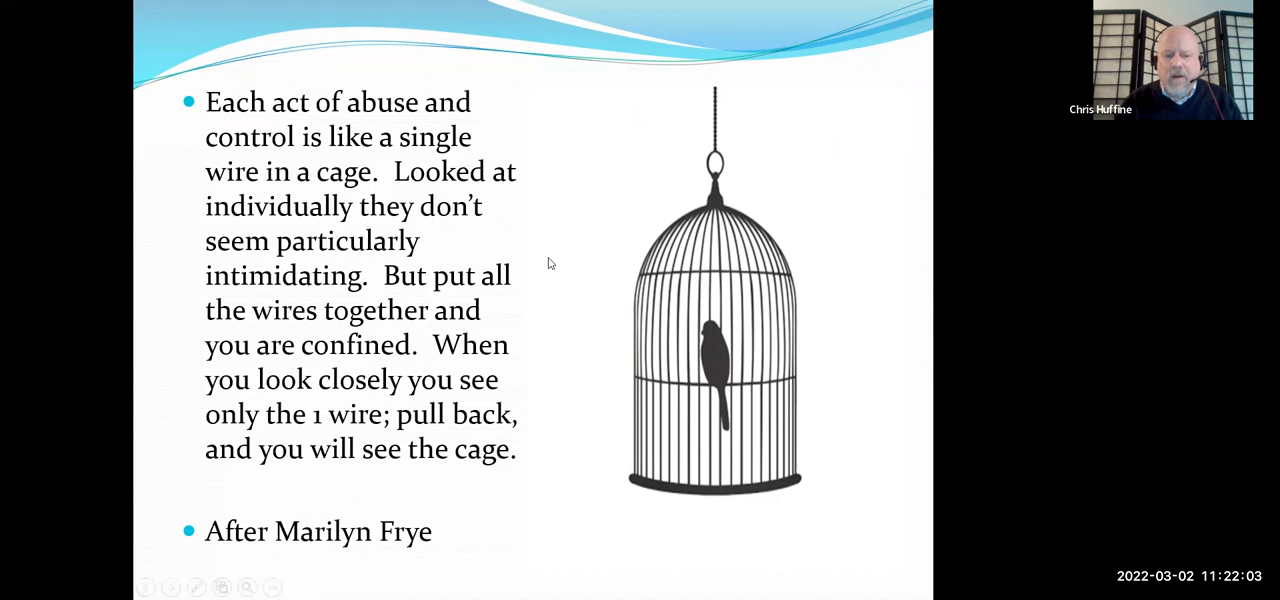 Each act of abuse and
control is like a single
wire in a cage.  Looked at
individually they don’t
seem particularly
intimidating.  But put all
the wires together and
you are confined.  When
you look closely you see
only the 1 wire; pull back,
and you will see the cage.
After Marilyn Frye
Chris Huffine
2022-03-02 11:22:03